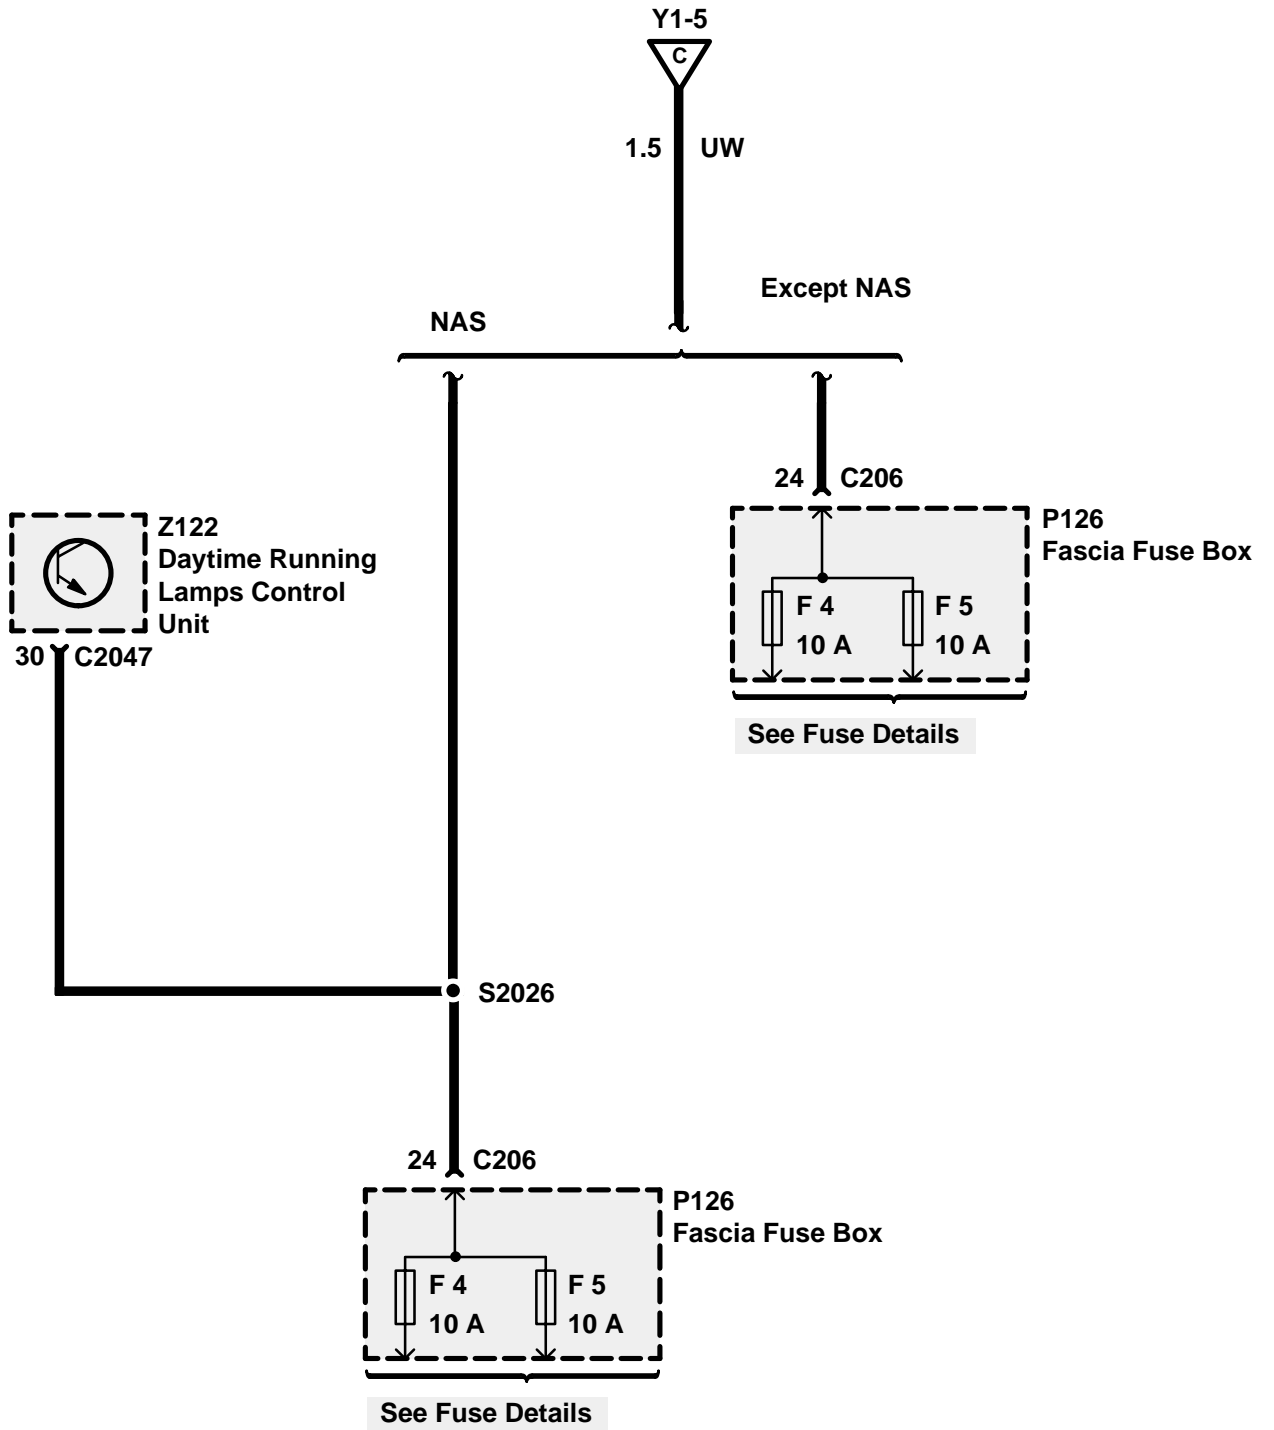 Y1-5
C
1.5 UW
Except NAS
NAS
24 C206
Z122
Daytime Running
Lamps Control
Unit
P126
Fascia Fuse Box
F 4
10 A
F 5
10 A
30 C2047
See Fuse Details
S2026
24 C206
P126
Fascia Fuse Box
F 4
10 A
F 5
10 A
See Fuse Details